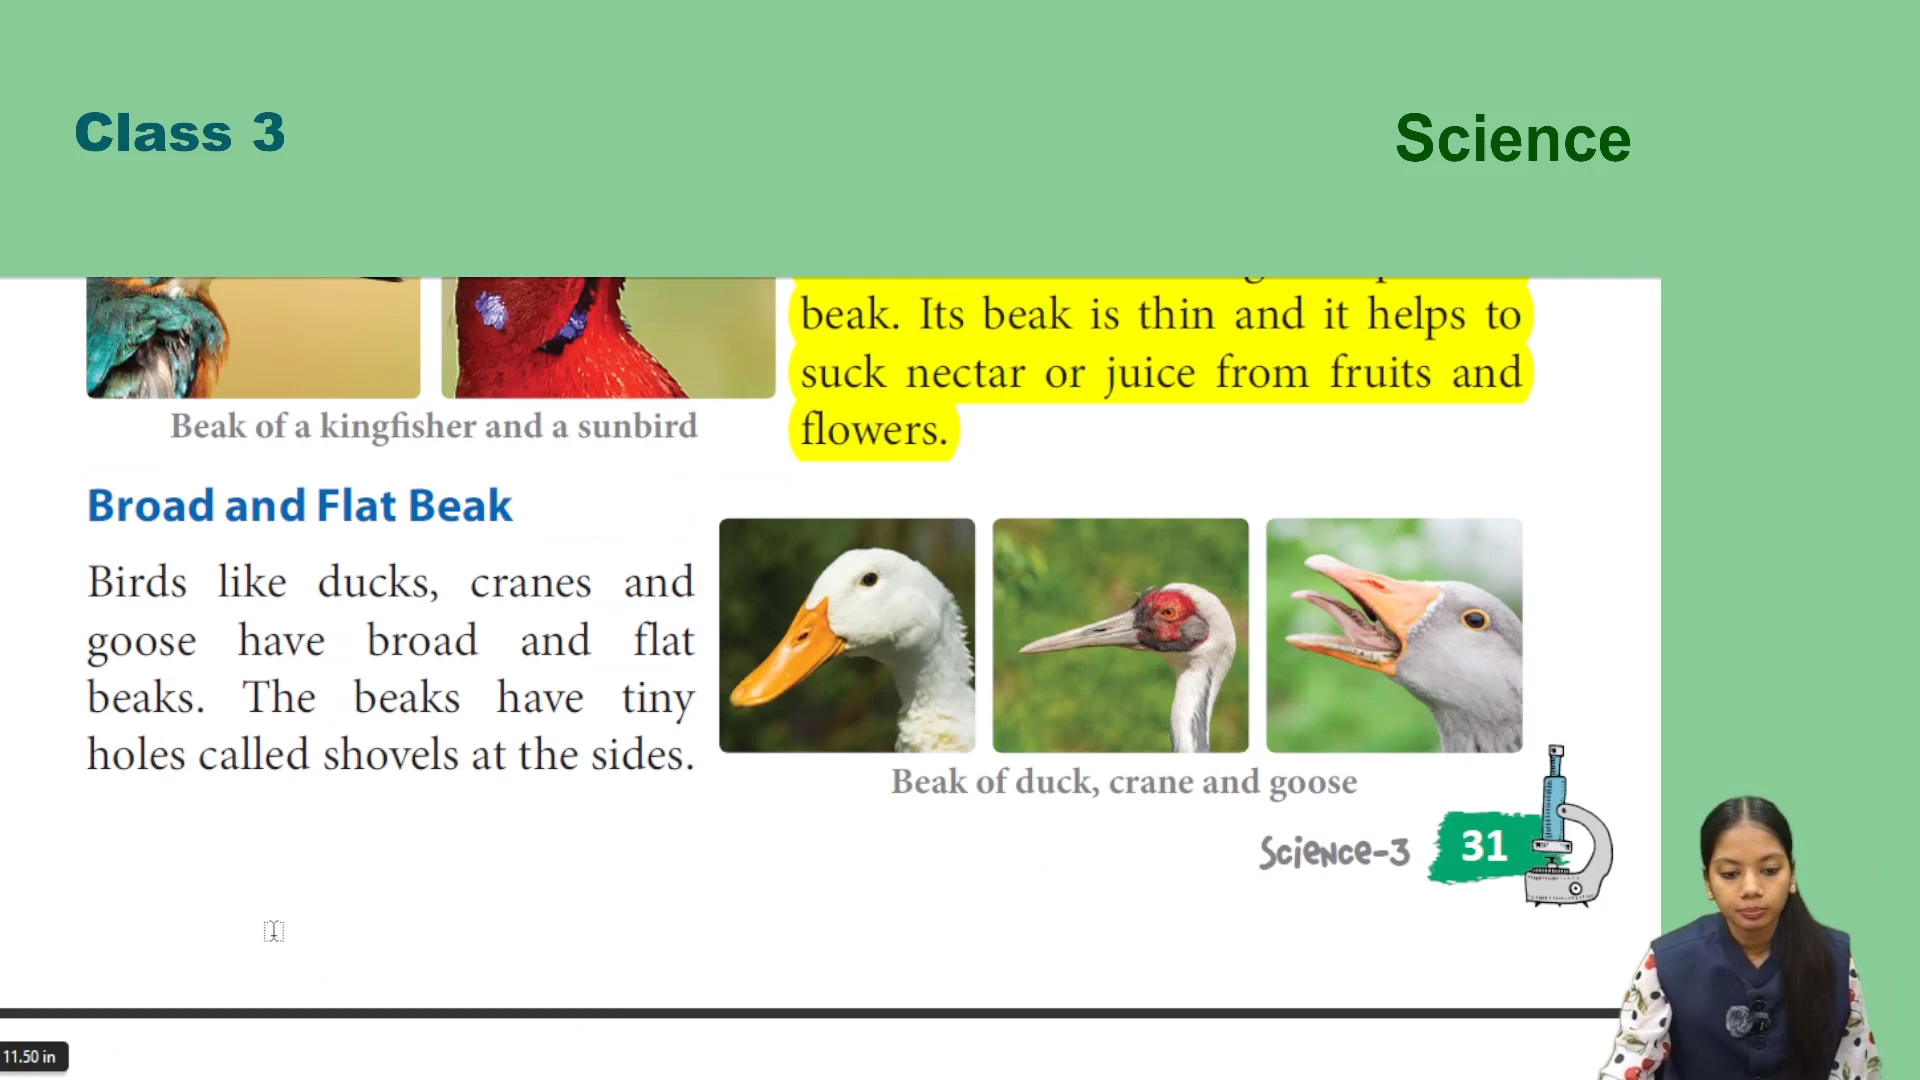 Class 3
Science
beak. Its beak is thin and it helps to
suck nectar or juice from fruits and
flowers.
Beak of a kingfisher and a sunbird
Broad and Flat Beak
Birds like ducks, cranes and
goose have broad and flat
beaks. The beaks have tiny
holes called shovels at the sides.
Beak of duck, crane and goose
Science-3
31
11.50 in